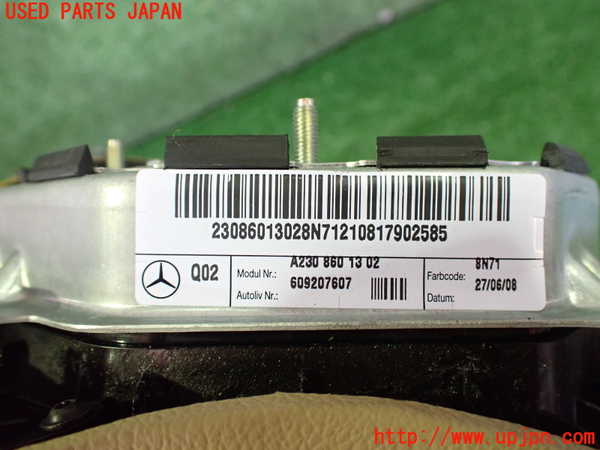 USED PARTS JAPAN
23086013028N71210817902585
Q02
Modul Nr.: A230 860 13 02
Autoliv Nr.: 609207607
Farbcode: 8N71
Datum: 27/06/08
http://www.upjpn.com/